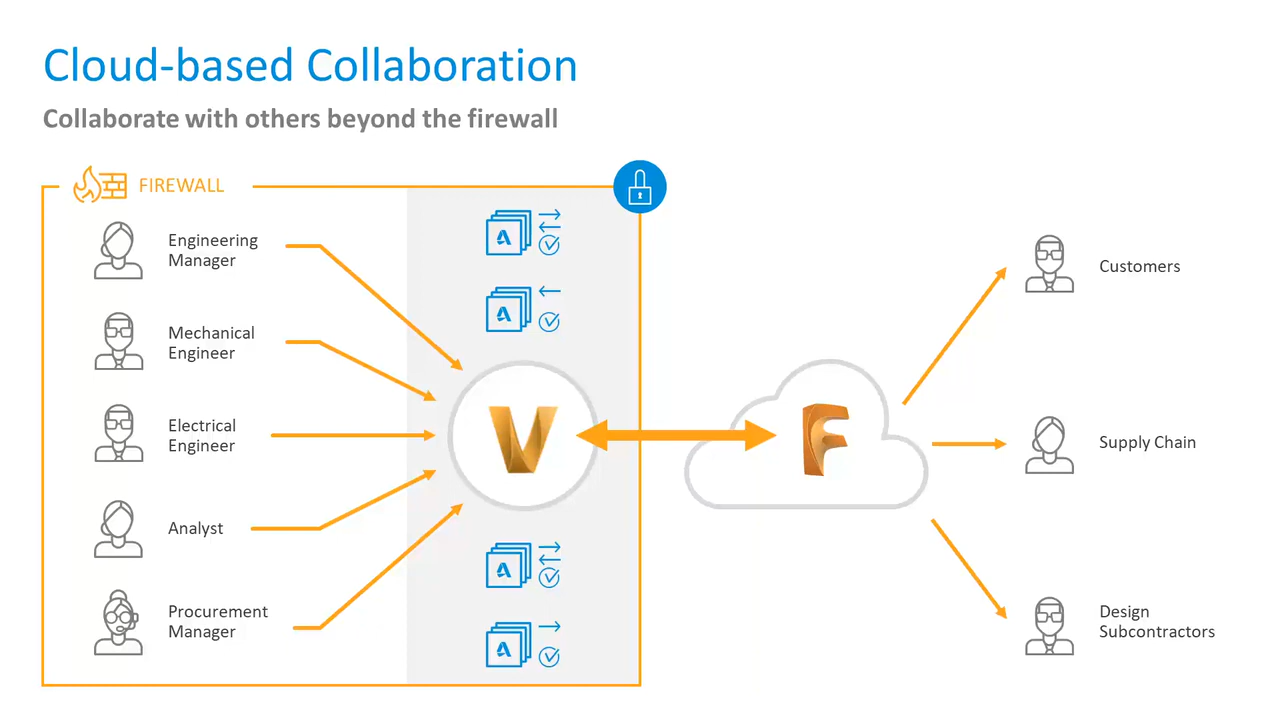 Cloud-based Collaboration
Collaborate with others beyond the firewall
FIREWALL
Engineering
Manager
Mechanical
Engineer
Electrical
Engineer
Analyst
Procurement
Manager
A
A
V
A
A
F
Customers
Supply Chain
Design
Subcontractors